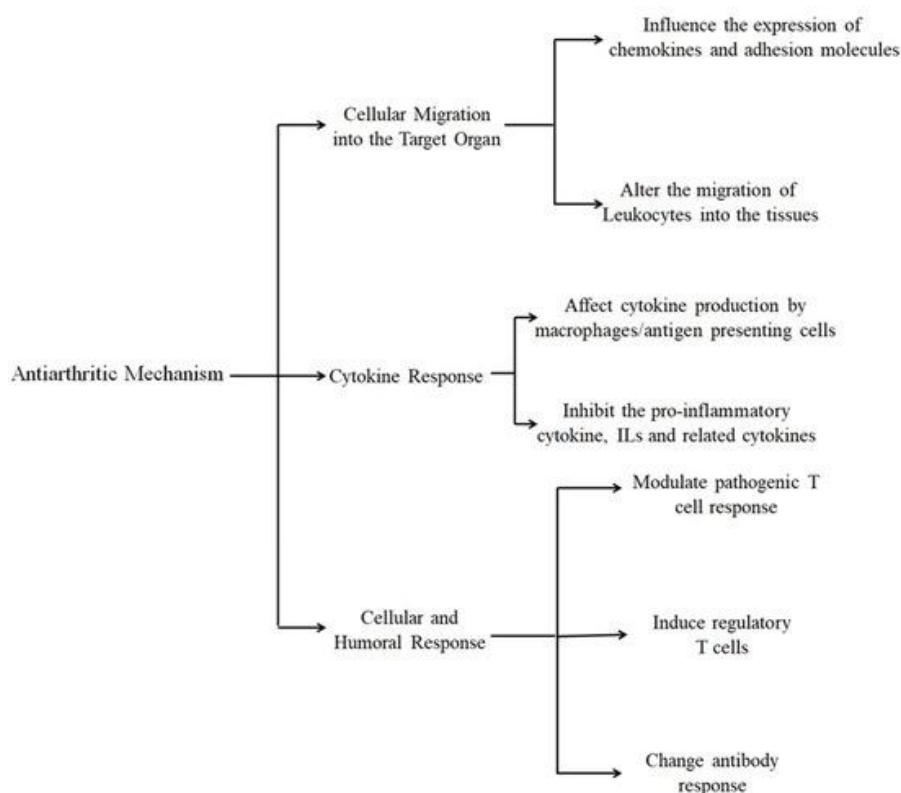 Influence the expression of
chemokines and adhesion molecules
Cellular Migration
into the Target Organ
Alter the migration of
Leukocytes into the tissues
Affect cytokine production by
macrophages/antigen presenting cells
Antiarthritic Mechanism
Cytokine Response
Inhibit the pro-inflammatory
cytokine, ILs and related cytokines
Modulate pathogenic T
cell response
Cellular and
Humoral Response
Induce regulatory
T cells
Change antibody
response